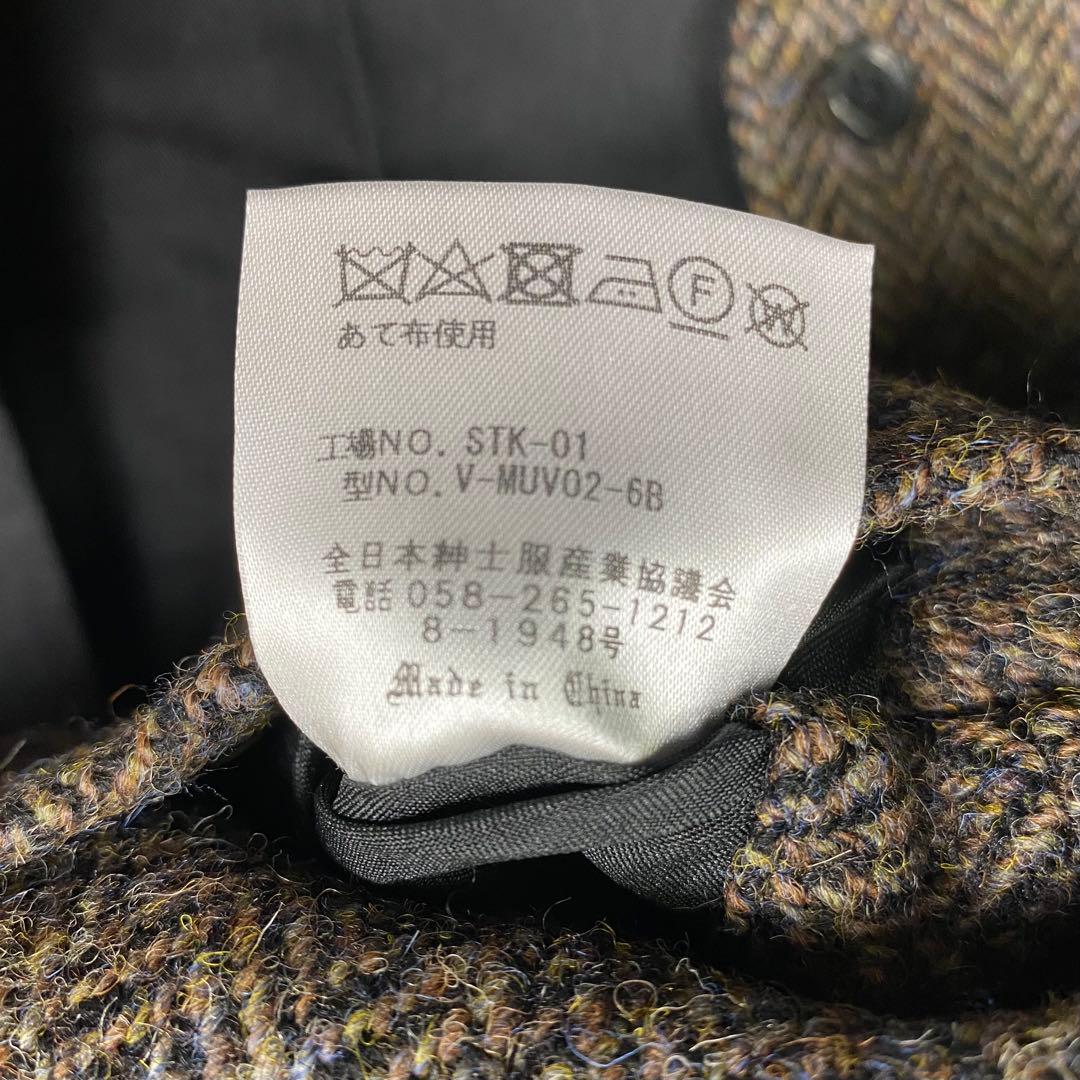 F W
あて布使用
工場NO. STK-01
型NO. V-MUV02-6B
全日本紳士服産業協議会
電話 058-265-1212
8-1948号
Made in China